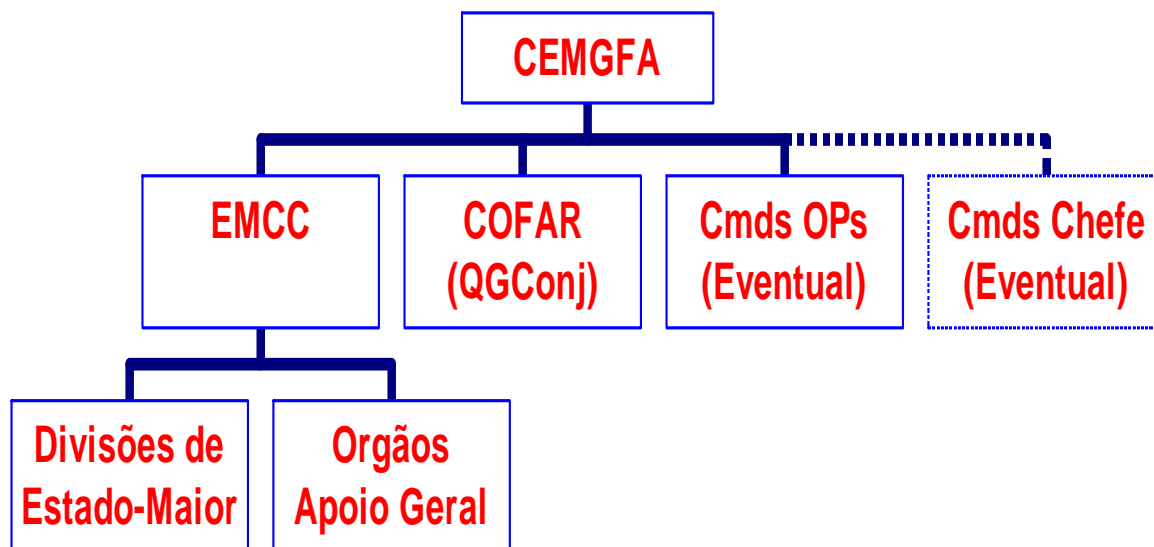 CEMGFA
EMCC
COFAR
(QGConj)
Cmds OPs
(Eventual)
Cmds Chefe
(Eventual)
Divisões de
Estado-Maior
Orgãos
Apoio Geral